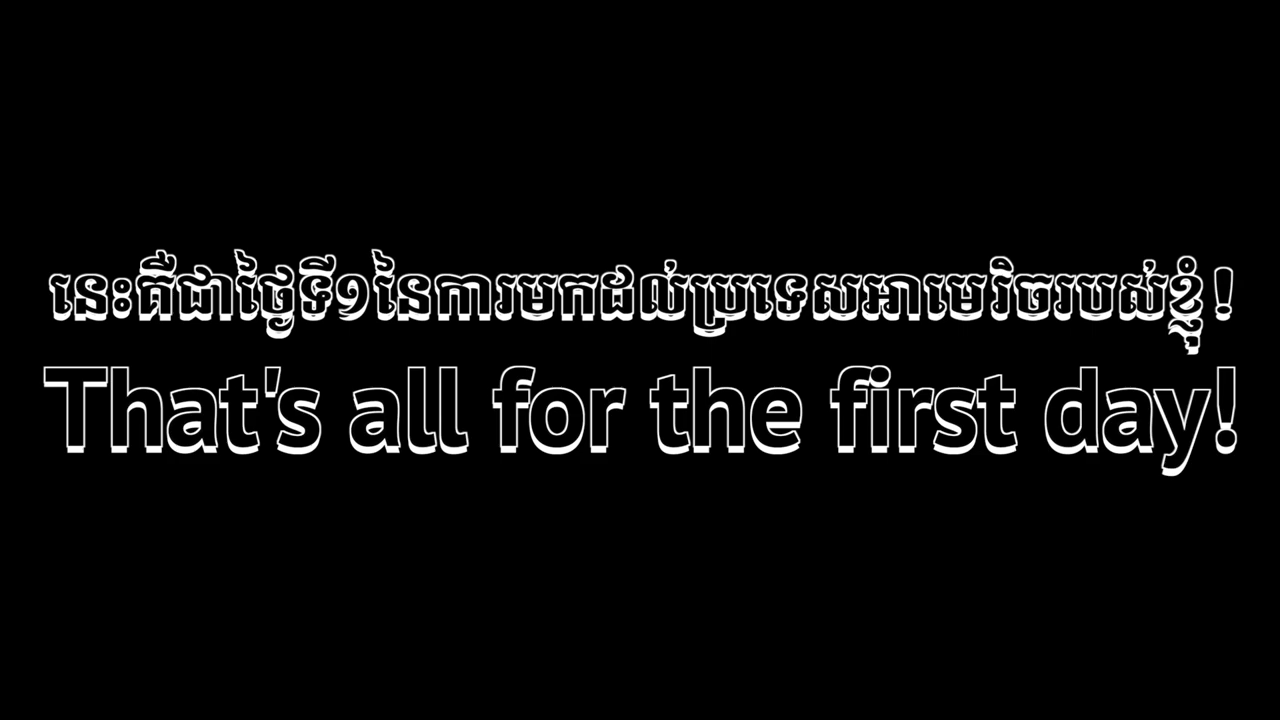 នេះគឺជាថ្ងៃទី១នៃការមកដល់ប្រទេសអាមេរិចរបស់ខ្ញុំ!
That's all for the first day!